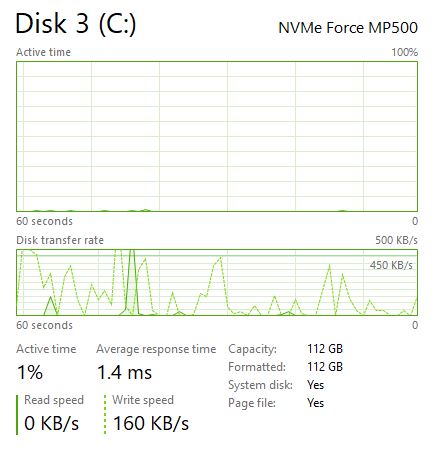 Disk 3 (C:) NVMe Force MP500
Active time 100%
60 seconds 0
Disk transfer rate 500 KB/s
450 KB/s
60 seconds 0
Active time Average response time
1% 1.4 ms
Read speed Write speed
0 KB/s 160 KB/s
Capacity: 112 GB
Formatted: 112 GB
System disk: Yes
Page file: Yes